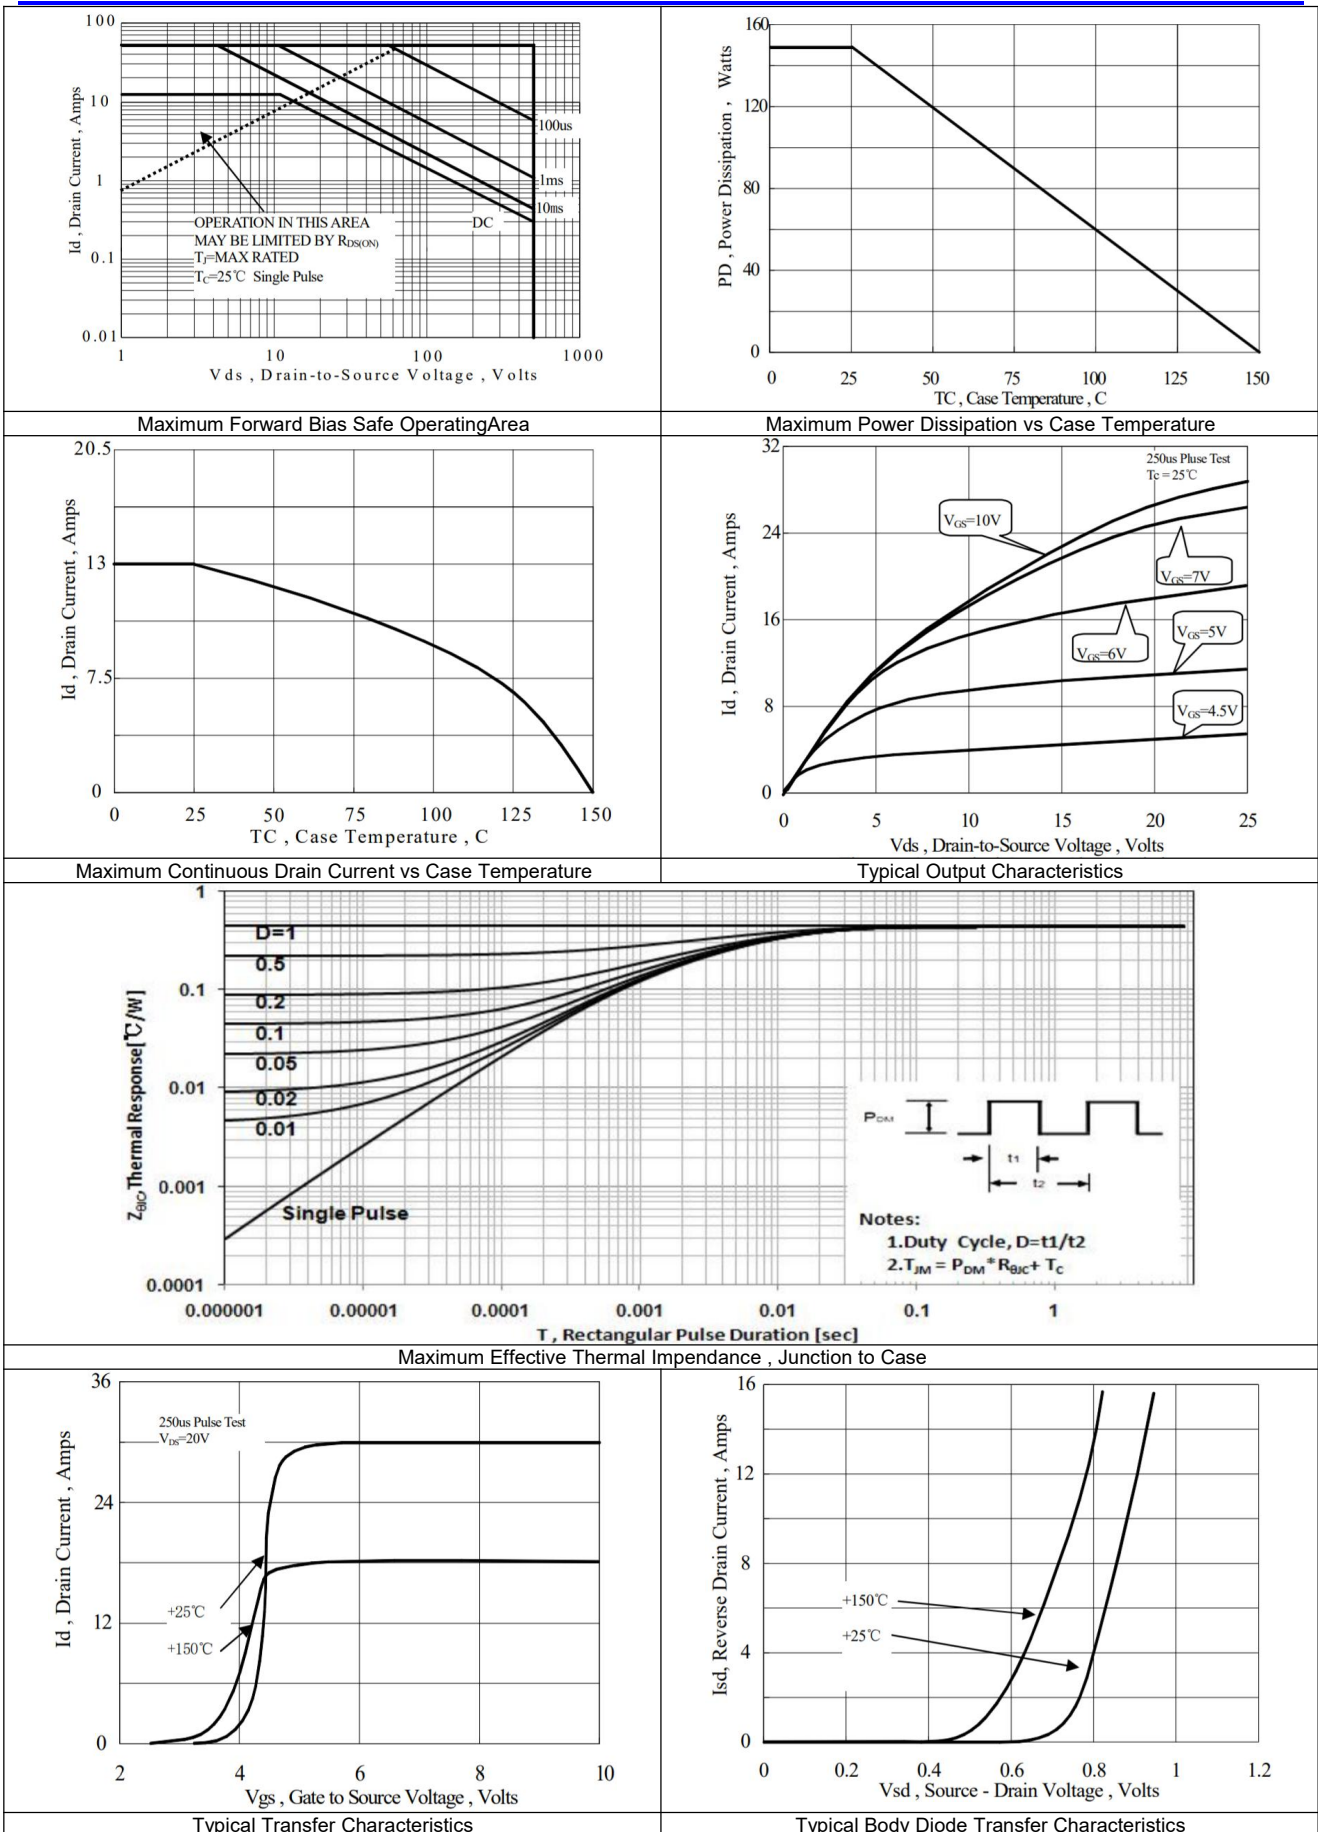 100
10
1
0.1
0.01
Id , Drain Current , Amps
100us
1ms
10ms
DC
OPERATION IN THIS AREA
MAY BE LIMITED BY RDS(ON)
TJ=MAX RATED
TC=25℃ Single Pulse
1 10 100 1000
Vds , Drain-to-Source Voltage , Volts
Maximum Forward Bias Safe OperatingArea
160
120
80
40
0
PD , Power Dissipation , Watts
0 25 50 75 100 125 150
TC , Case Temperature , C
Maximum Power Dissipation vs Case Temperature
20.5
13
7.5
0
Id , Drain Current , Amps
0 25 50 75 100 125 150
TC , Case Temperature , C
Maximum Continuous Drain Current vs Case Temperature
32
24
16
8
0
Id , Drain Current , Amps
250us Pluse Test
Tc = 25℃
VGS=10V
VGS=7V
VGS=6V
VGS=5V
VGS=4.5V
0 5 10 15 20 25
Vds , Drain-to-Source Voltage , Volts
Typical Output Characteristics
1
0.1
0.01
0.001
0.0001
ZθJC, Thermal Response[℃/W]
D=1
0.5
0.2
0.1
0.05
0.02
0.01
Single Pulse
PDM
t1
t2
Notes:
1.Duty Cycle, D=t1/t2
2.TJM = PDM*RθJC+ TC
0.000001 0.00001 0.0001 0.001 0.01 0.1 1
T , Rectangular Pulse Duration [sec]
Maximum Effective Thermal Impendance , Junction to Case
36
24
12
0
Id , Drain Current , Amps
250us Pulse Test
VDS=20V
+25℃
+150℃
2 4 6 8 10
Vgs , Gate to Source Voltage , Volts
Typical Transfer Characteristics
16
12
8
4
0
Isd, Reverse Drain Current , Amps
+150℃
+25℃
0 0.2 0.4 0.6 0.8 1 1.2
Vsd , Source - Drain Voltage , Volts
Typical Body Diode Transfer Characteristics